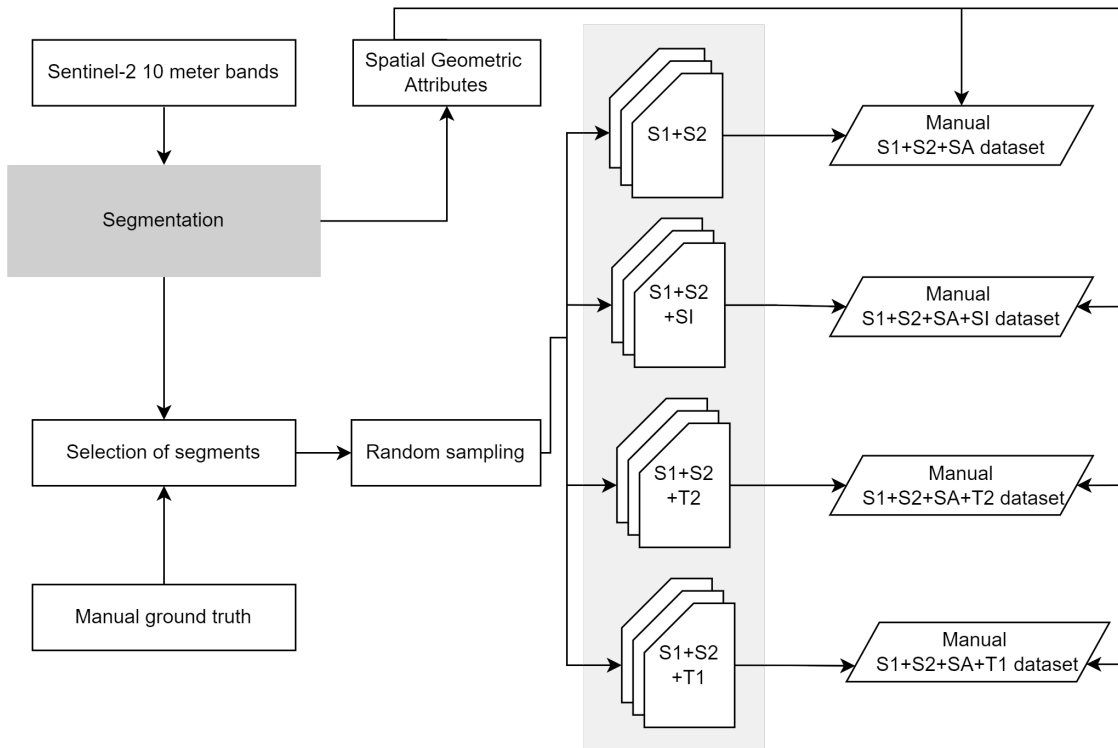 Sentinel-2 10 meter bands
Spatial Geometric
Attributes
Segmentation
Selection of segments
Random sampling
Manual ground truth
S1+S2
S1+S2
+SI
S1+S2
+T2
S1+S2
+T1
Manual
S1+S2+SA dataset
Manual
S1+S2+SA+SI dataset
Manual
S1+S2+SA+T2 dataset
Manual
S1+S2+SA+T1 dataset